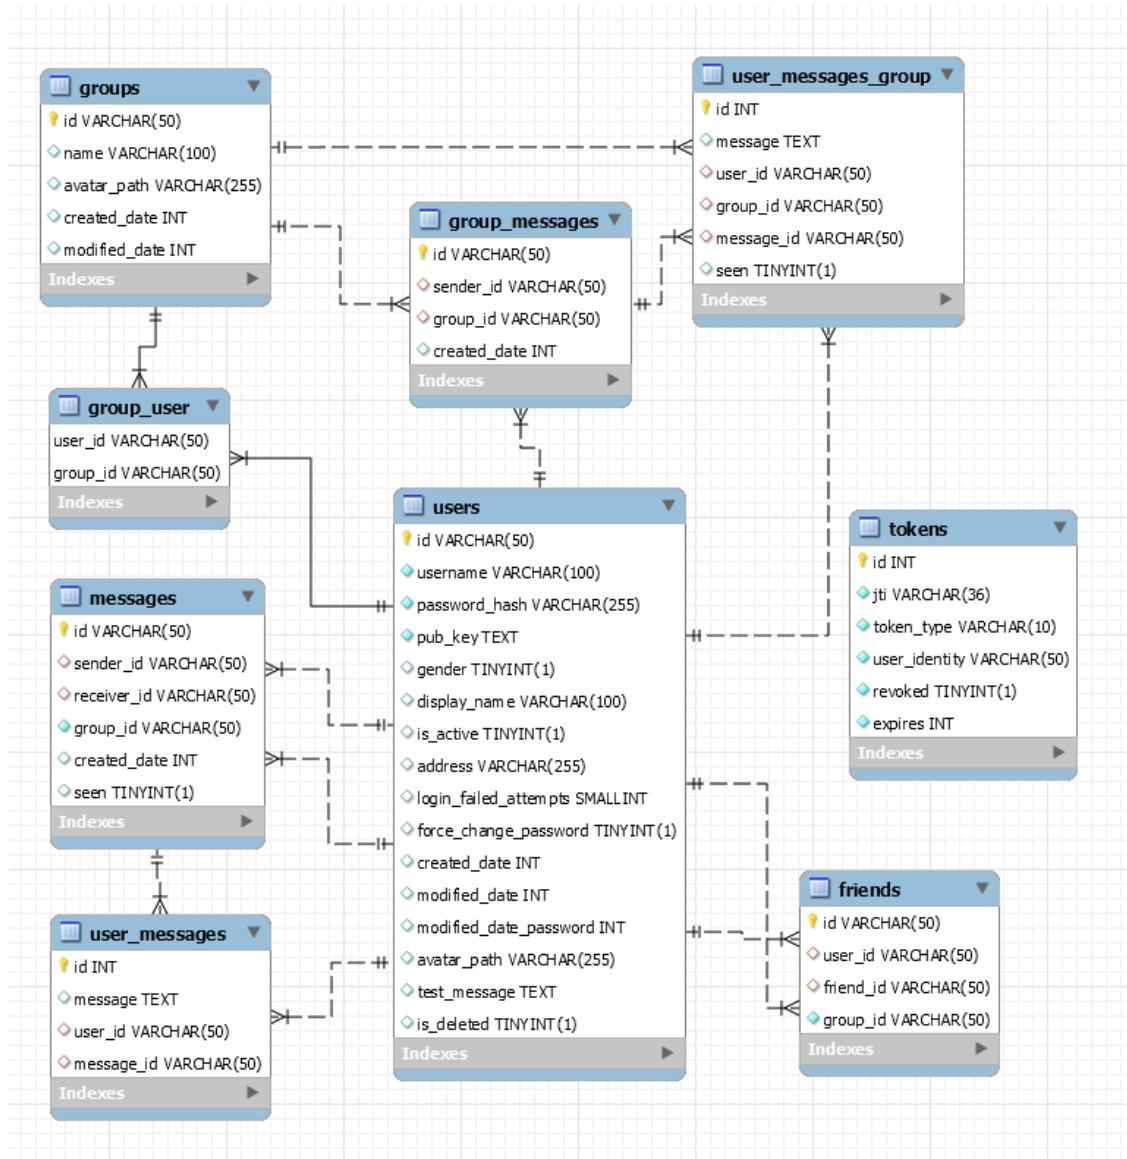 groups
id VARCHAR(50)
name VARCHAR(100)
avatar_path VARCHAR(255)
created_date INT
modified_date INT
Indexes
user_messages_group
id INT
message TEXT
user_id VARCHAR(50)
group_id VARCHAR(50)
message_id VARCHAR(50)
seen TINYINT(1)
Indexes
group_messages
id VARCHAR(50)
sender_id VARCHAR(50)
group_id VARCHAR(50)
created_date INT
Indexes
group_user
user_id VARCHAR(50)
group_id VARCHAR(50)
Indexes
users
id VARCHAR(50)
username VARCHAR(100)
password_hash VARCHAR(255)
pub_key TEXT
gender TINYINT(1)
display_name VARCHAR(100)
is_active TINYINT(1)
address VARCHAR(255)
login_failed_attempts SMALLINT
force_change_password TINYINT(1)
created_date INT
modified_date INT
modified_date_password INT
avatar_path VARCHAR(255)
test_message TEXT
is_deleted TINYINT(1)
Indexes
tokens
id INT
jti VARCHAR(36)
token_type VARCHAR(10)
user_identity VARCHAR(50)
revoked TINYINT(1)
expires INT
Indexes
messages
id VARCHAR(50)
sender_id VARCHAR(50)
receiver_id VARCHAR(50)
group_id VARCHAR(50)
created_date INT
seen TINYINT(1)
Indexes
friends
id VARCHAR(50)
user_id VARCHAR(50)
friend_id VARCHAR(50)
group_id VARCHAR(50)
Indexes
user_messages
id INT
message TEXT
user_id VARCHAR(50)
message_id VARCHAR(50)
Indexes